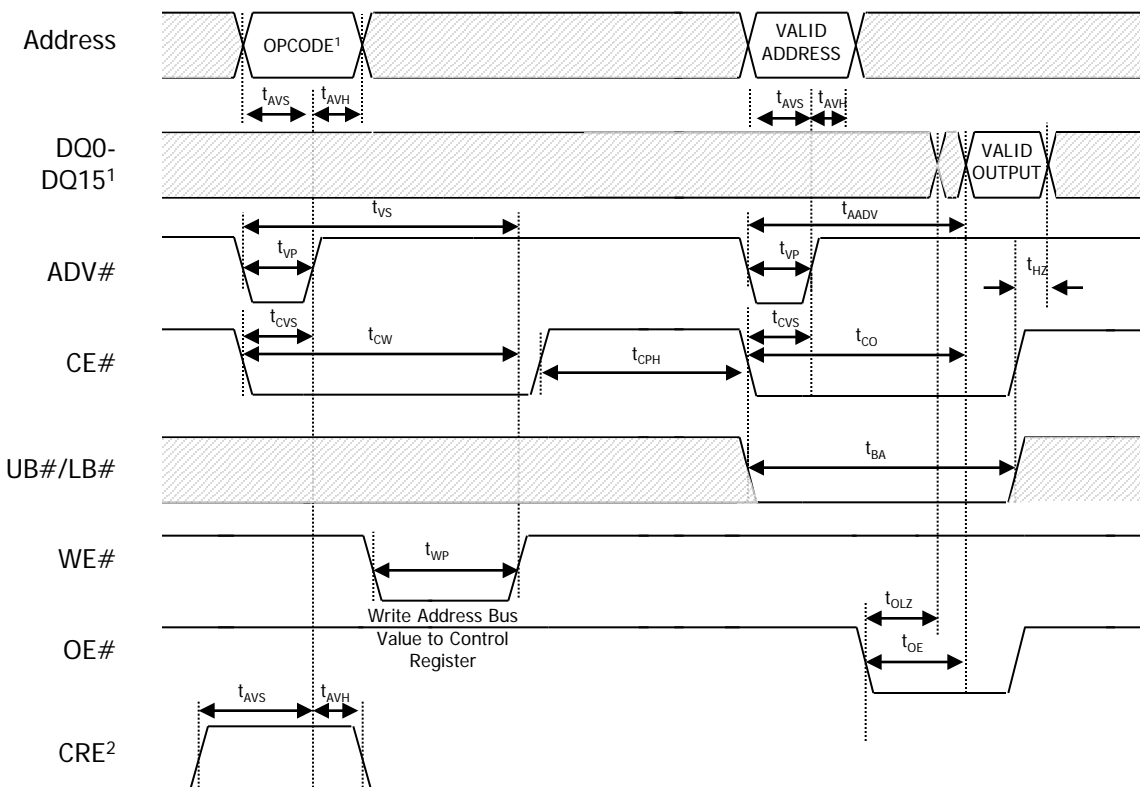 Address
OPCODE¹
VALID
ADDRESS
tAVS
tAVH
tAVS
tAVH
DQ0-
DQ15¹
VALID
OUTPUT
tVS
tAADV
ADV#
tVP
tVP
tHZ
CE#
tCVS
tCW
tCPH
tCVS
tCO
UB#/LB#
tBA
WE#
tWP
Write Address Bus
Value to Control
Register
OE#
tOLZ
tOE
tAVS
tAVH
CRE²